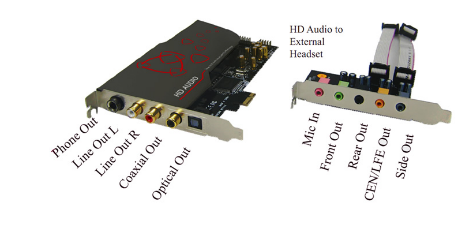 HD Audio to
External
Headset
HD AUDIO
Phone Out
Line Out L
Line Out R
Coaxial Out
Optical Out
Mic In
Front Out
Rear Out
CEN/LFE Out
Side Out